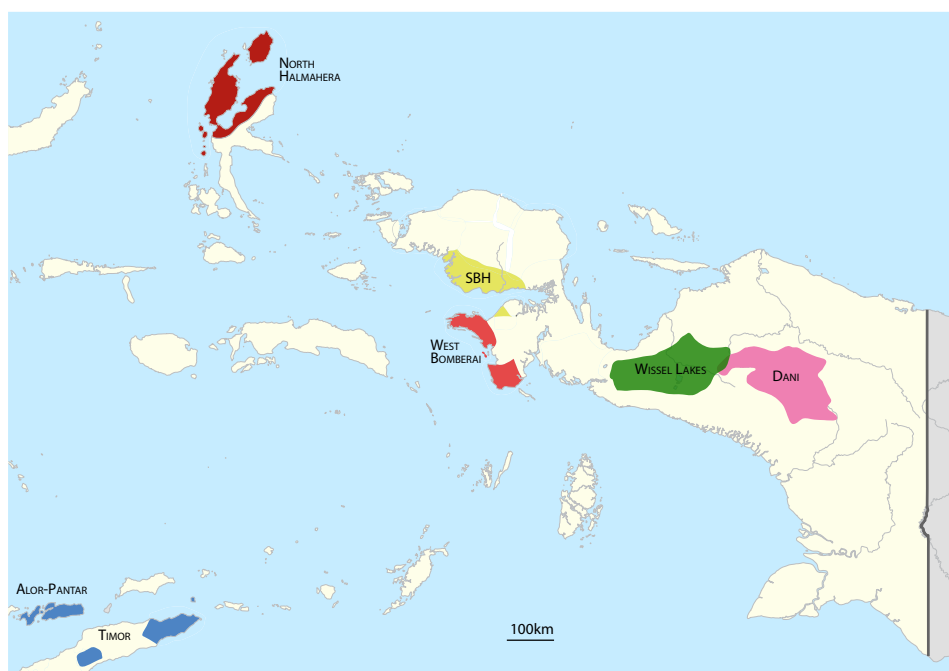 North
Halmahera
SBH
West
Bomberai
Wissel Lakes
Dani
Alor-Pantar
Timor
100km